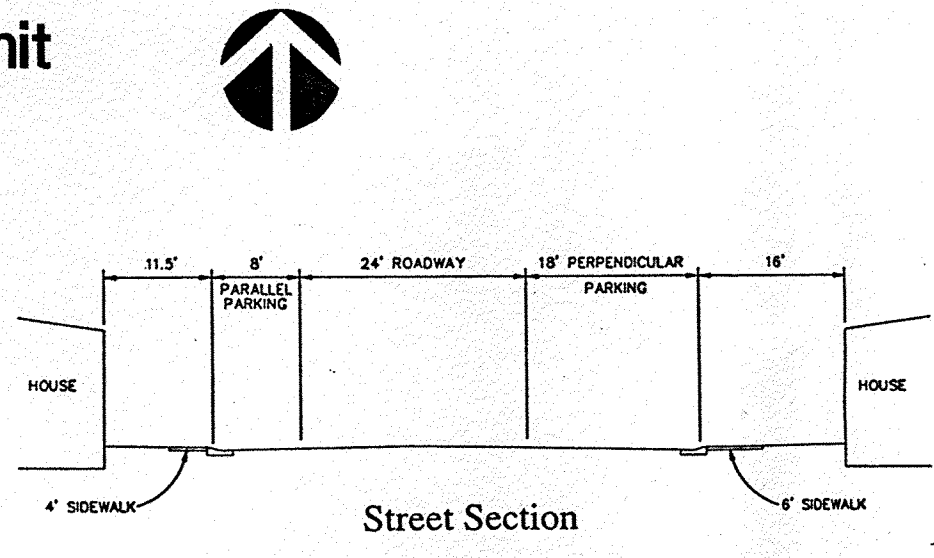 nit
11.5'
8'
PARALLEL
PARKING
24' ROADWAY
18' PERPENDICULAR
PARKING
16'
HOUSE
HOUSE
4' SIDEWALK
6' SIDEWALK
Street Section